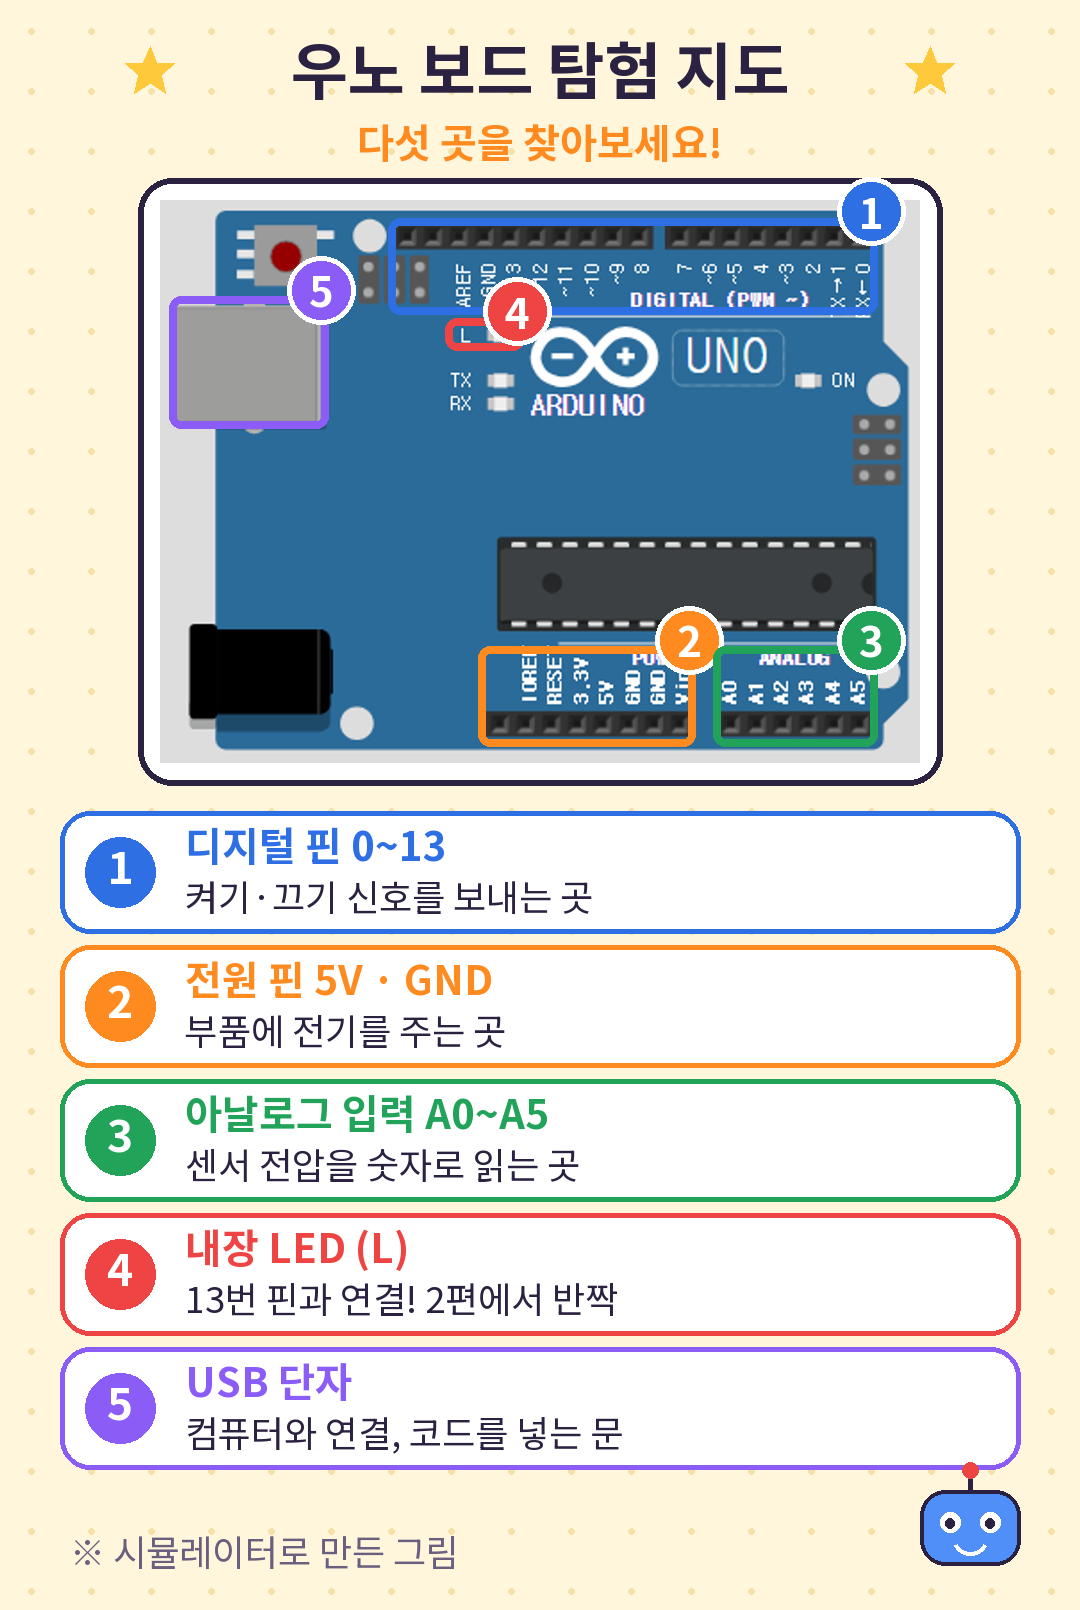 우노 보드 탐험 지도
다섯 곳을 찾아보세요!
1
5
AREF
GND
12
~11
~10
~9
8
7
~6
~5
4
~3
2
DIGITAL (PWM ~)
4
L
TX
RX
ARDUINO
UNO
ON
2
3
IOREF
RESET
3.3V
5V
GND
GND
Vin
ANALOG
A0
A1
A2
A3
A4
A5
1
디지털 핀 0~13
켜기·끄기 신호를 보내는 곳
2
전원 핀 5V · GND
부품에 전기를 주는 곳
3
아날로그 입력 A0~A5
센서 전압을 숫자로 읽는 곳
4
내장 LED (L)
13번 핀과 연결! 2편에서 반짝
5
USB 단자
컴퓨터와 연결, 코드를 넣는 문
※ 시뮬레이터로 만든 그림